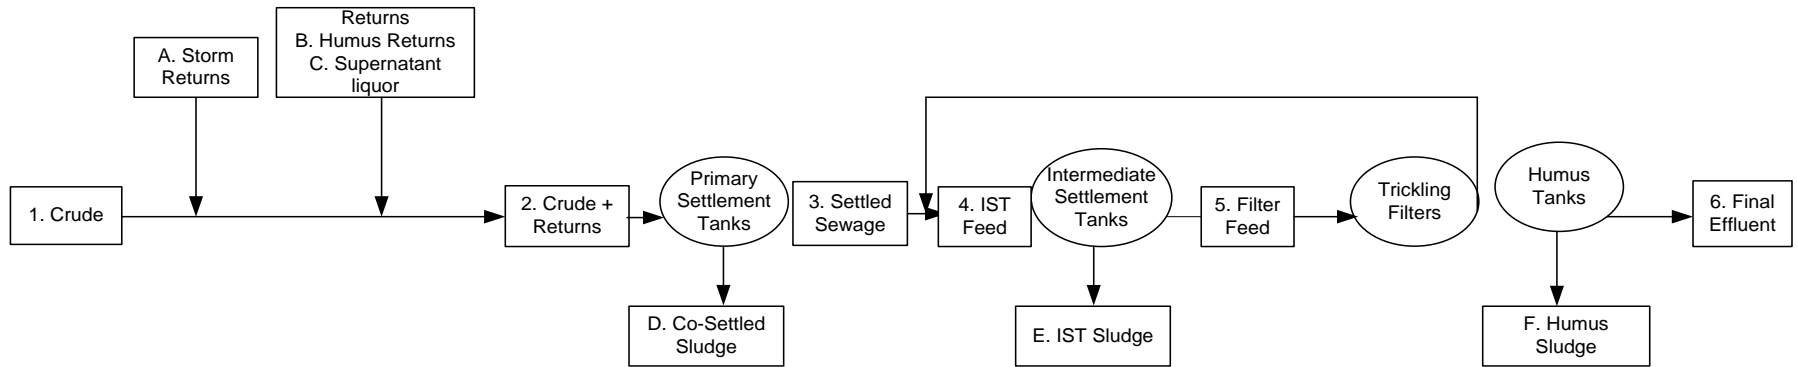 A. Storm
Returns
Returns
B. Humus Returns
C. Supernatant
liquor
1. Crude
2. Crude +
Returns
Primary
Settlement
Tanks
D. Co-Settled
Sludge
3. Settled
Sewage
4. IST
Feed
Intermediate
Settlement
Tanks
E. IST Sludge
5. Filter
Feed
Trickling
Filters
Humus
Tanks
F. Humus
Sludge
6. Final
Effluent